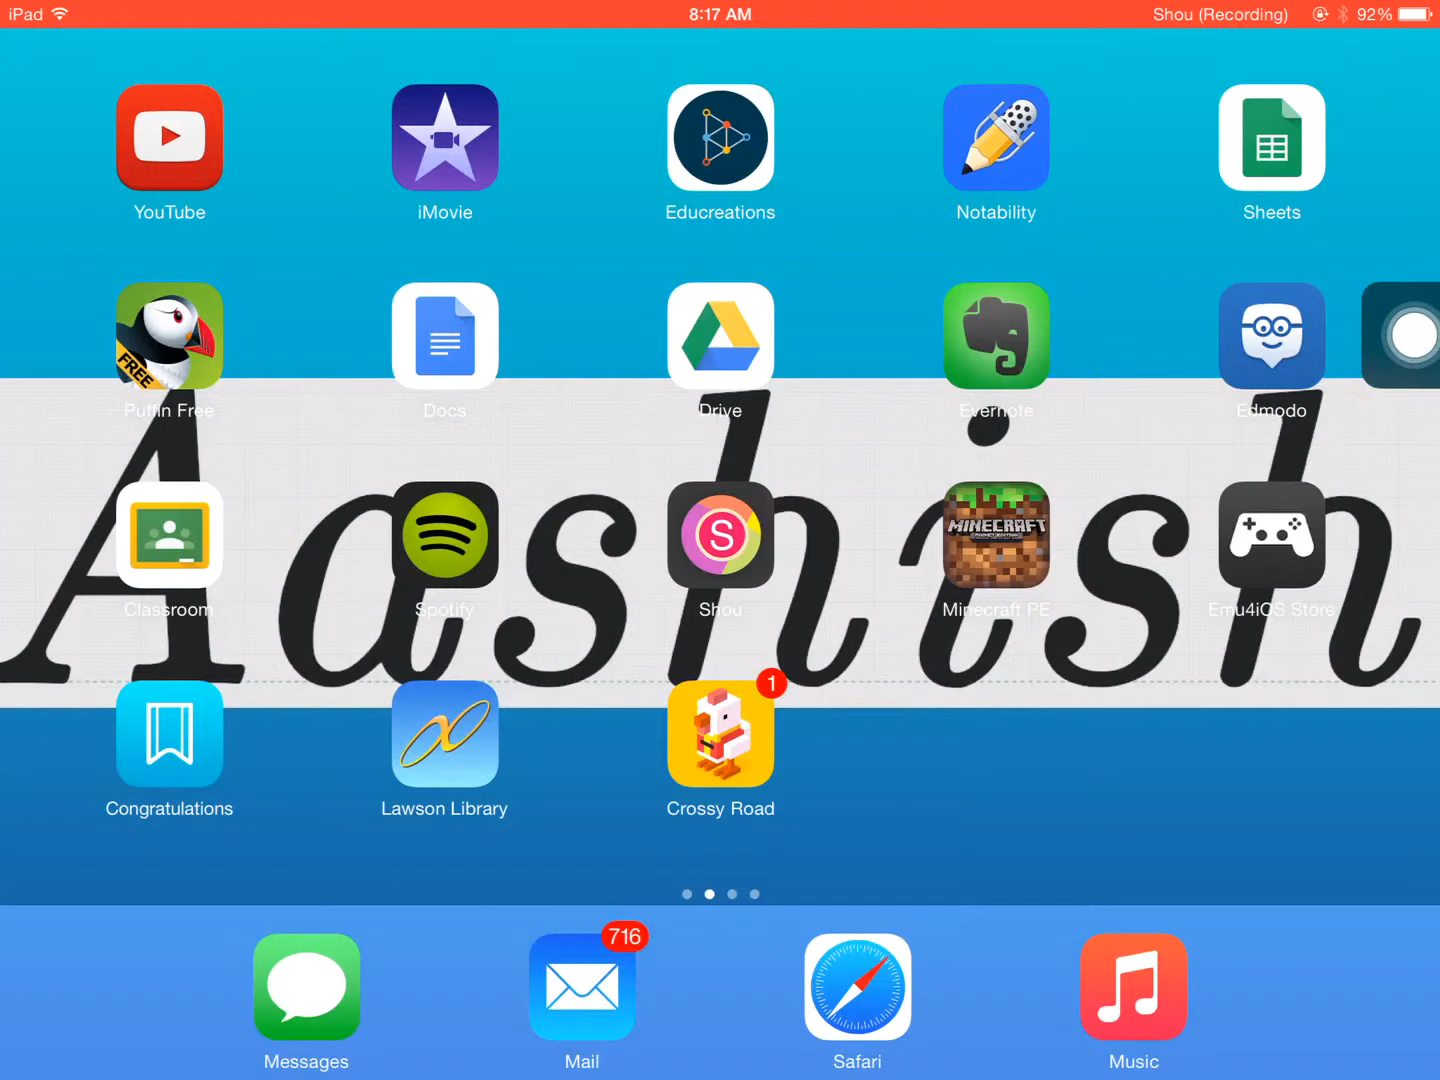 iPad 8:17 AM Shou (Recording) 92%
YouTube iMovie Educreations Notability Sheets
FREE
Puffin Free Docs Drive Evernote Edmodo
Aashish
S MINECRAFT
POCKET EDITION
Classroom Spotify Shou Minecraft PE Emu4iOS Store
1
Congratulations Lawson Library Crossy Road
716
Messages Mail Safari Music